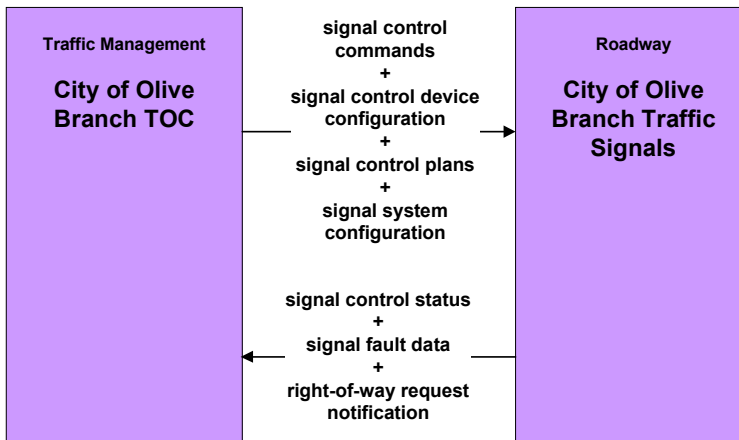 Traffic Management
City of Olive
Branch TOC
signal control
commands
+
signal control device
configuration
+
signal control plans
+
signal system
configuration
signal control status
+
signal fault data
+
right-of-way request
notification
Roadway
City of Olive
Branch Traffic
Signals